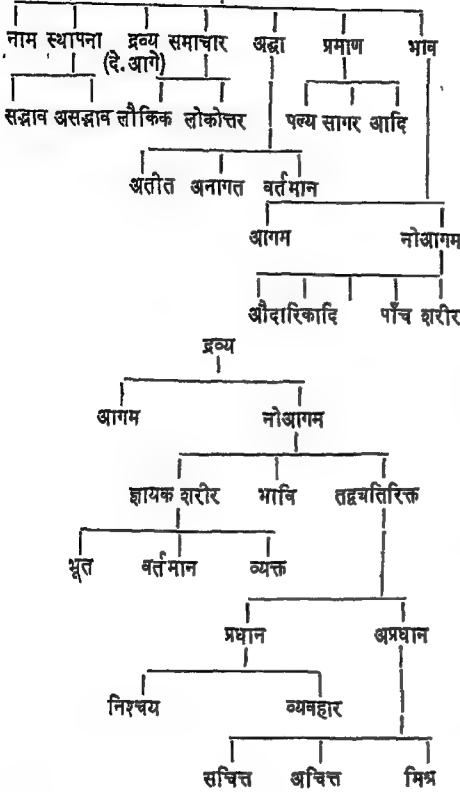 नाम स्थापना द्रव्य समाचार अद्धा प्रमाण भाव
(दे.आगे)
सद्भाव असद्भाव लौकिक लोकोत्तर पल्य सागर आदि
अतीत अनागत वर्तमान
आगम नोआगम
औदारिकादि पाँच शरीर
द्रव्य
आगम नोआगम
ज्ञायक शरीर भावि तद्वयतिरिक्त
भूत वर्तमान व्यक्त
प्रधान अप्रधान
निश्चय व्यवहार
सचित्त अचित्त मिश्र